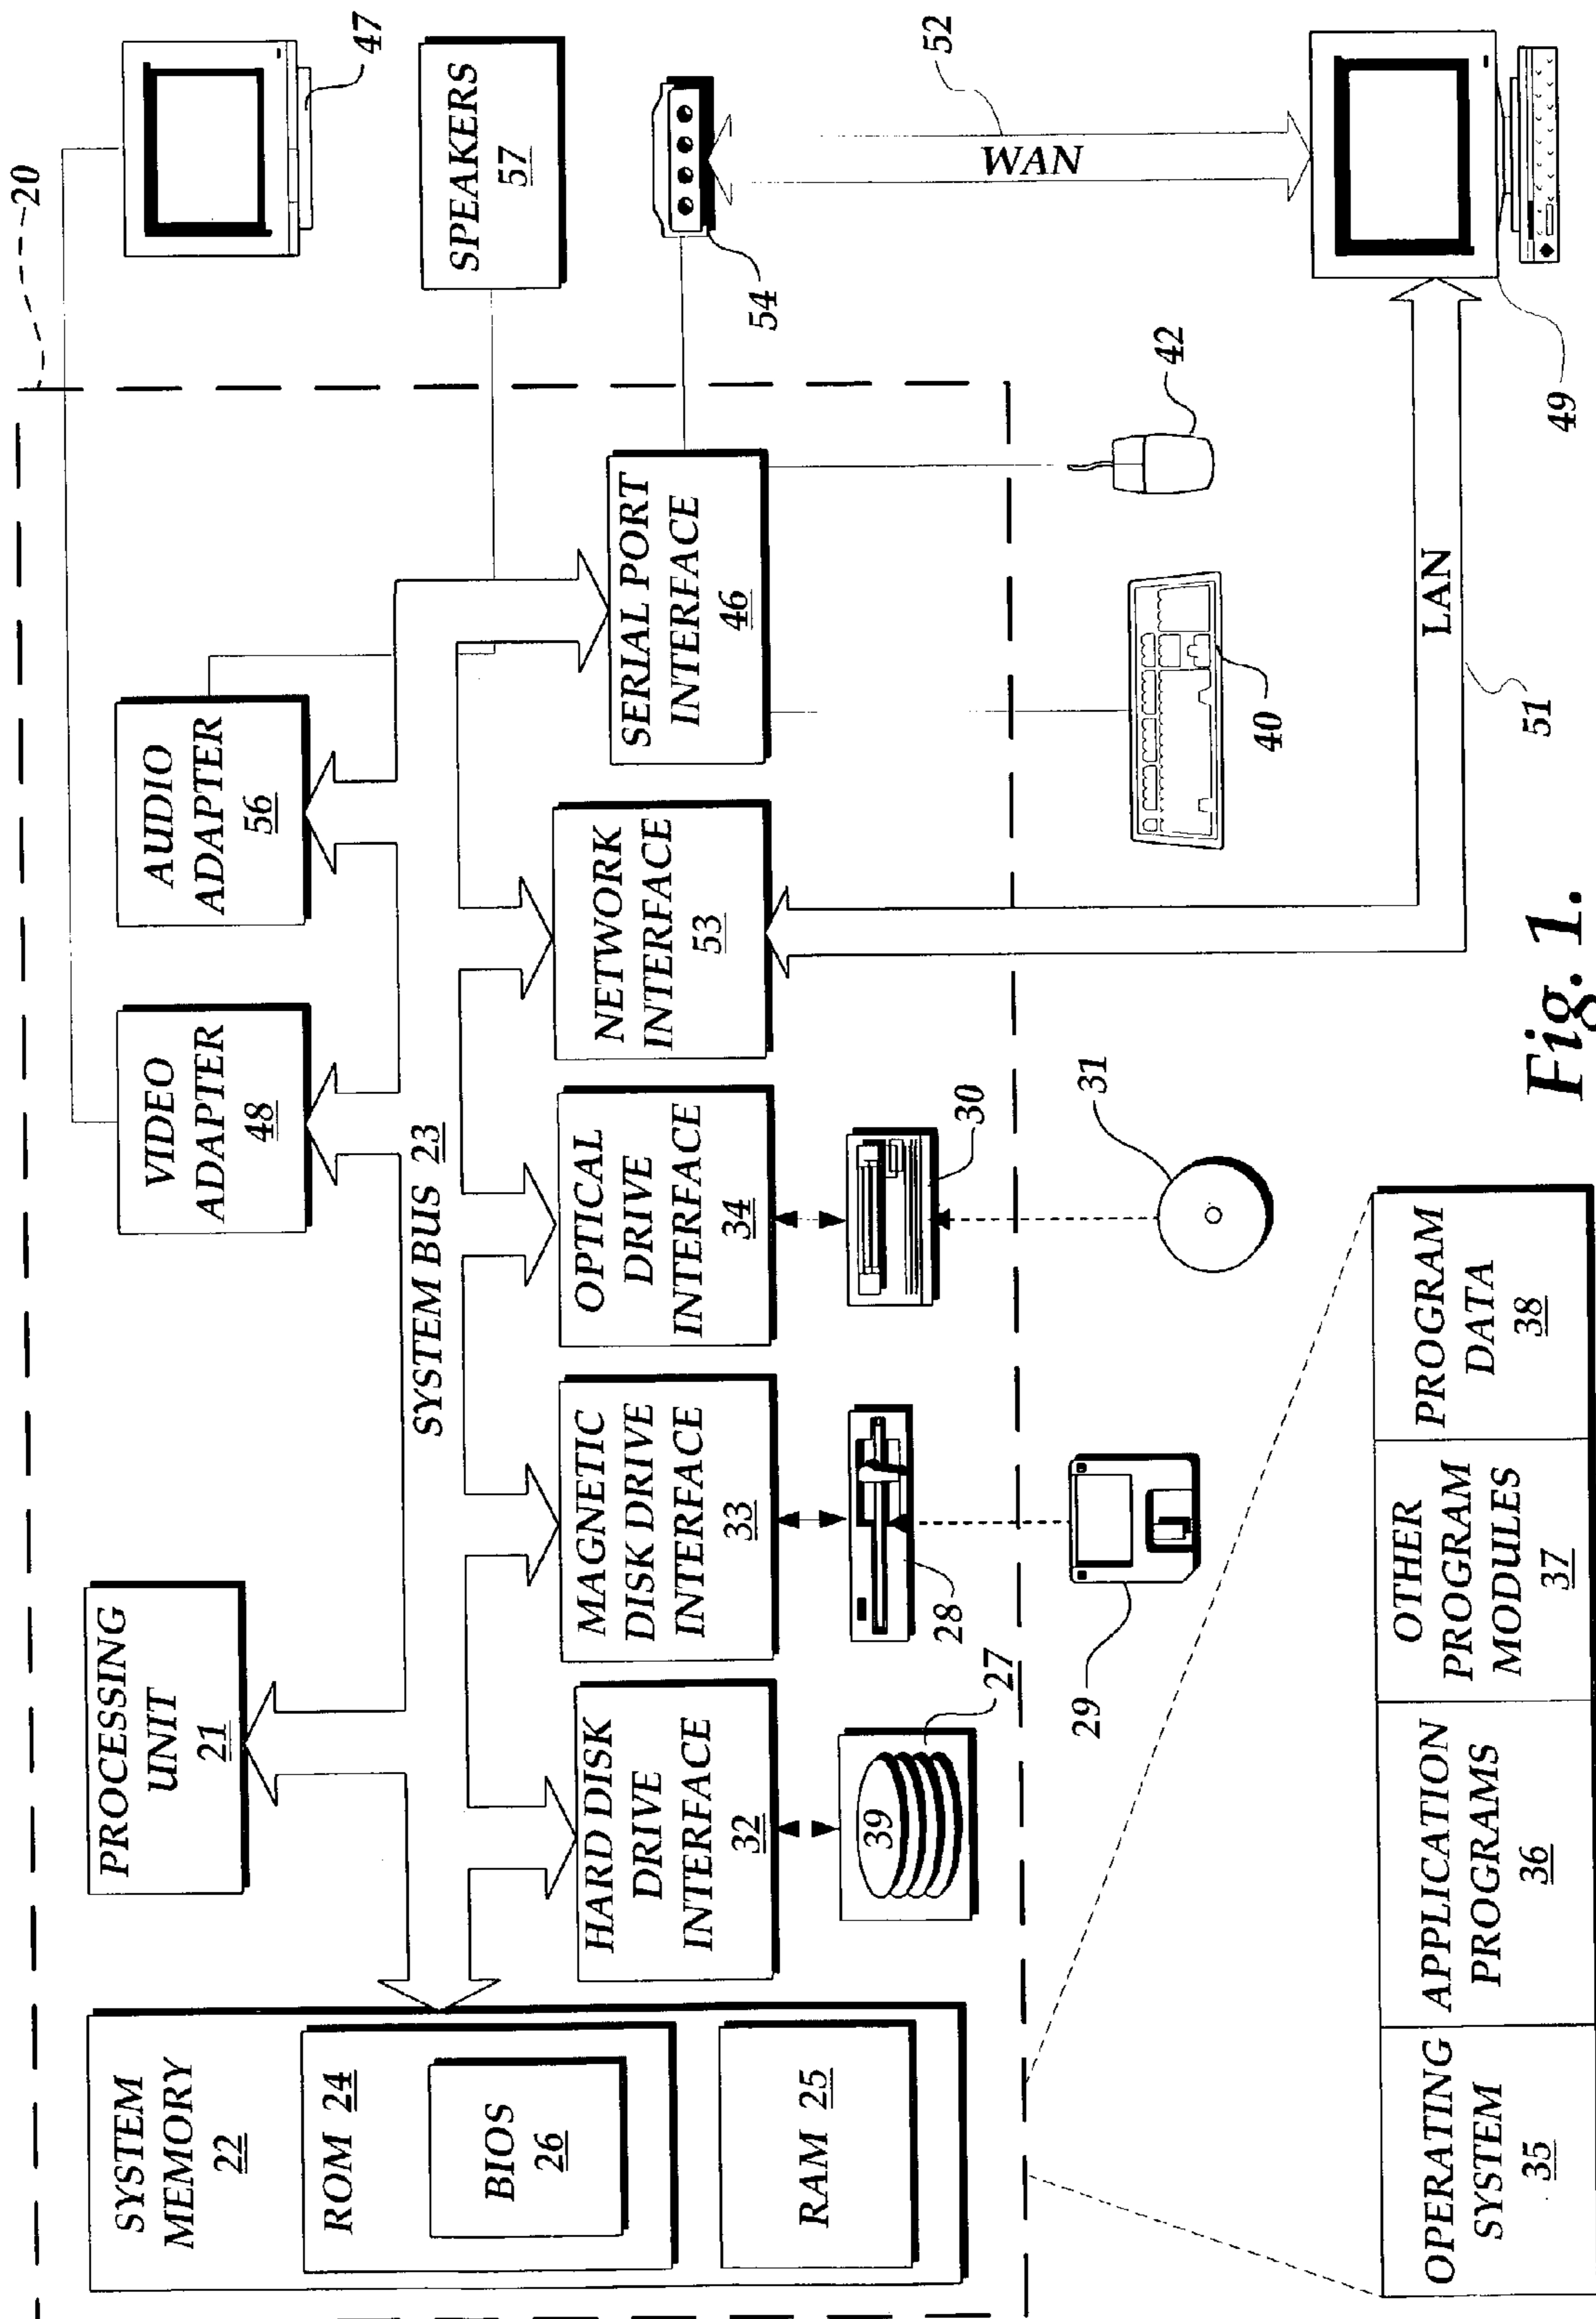 20
47
PROCESSING
UNIT
21
VIDEO
ADAPTER
48
AUDIO
ADAPTER
56
SPEAKERS
57
SYSTEM
MEMORY
22
ROM 24
BIOS
26
RAM 25
SYSTEM BUS 23
HARD DISK
DRIVE
INTERFACE
32
MAGNETIC
DISK DRIVE
INTERFACE
33
OPTICAL
DRIVE
INTERFACE
34
NETWORK
INTERFACE
53
SERIAL PORT
INTERFACE
46
54
52
WAN
39
27
28
30
29
31
40
42
LAN
51
49
OPERATING
SYSTEM
35
APPLICATION
PROGRAMS
36
OTHER
PROGRAM
MODULES
37
PROGRAM
DATA
38
Fig. 1.